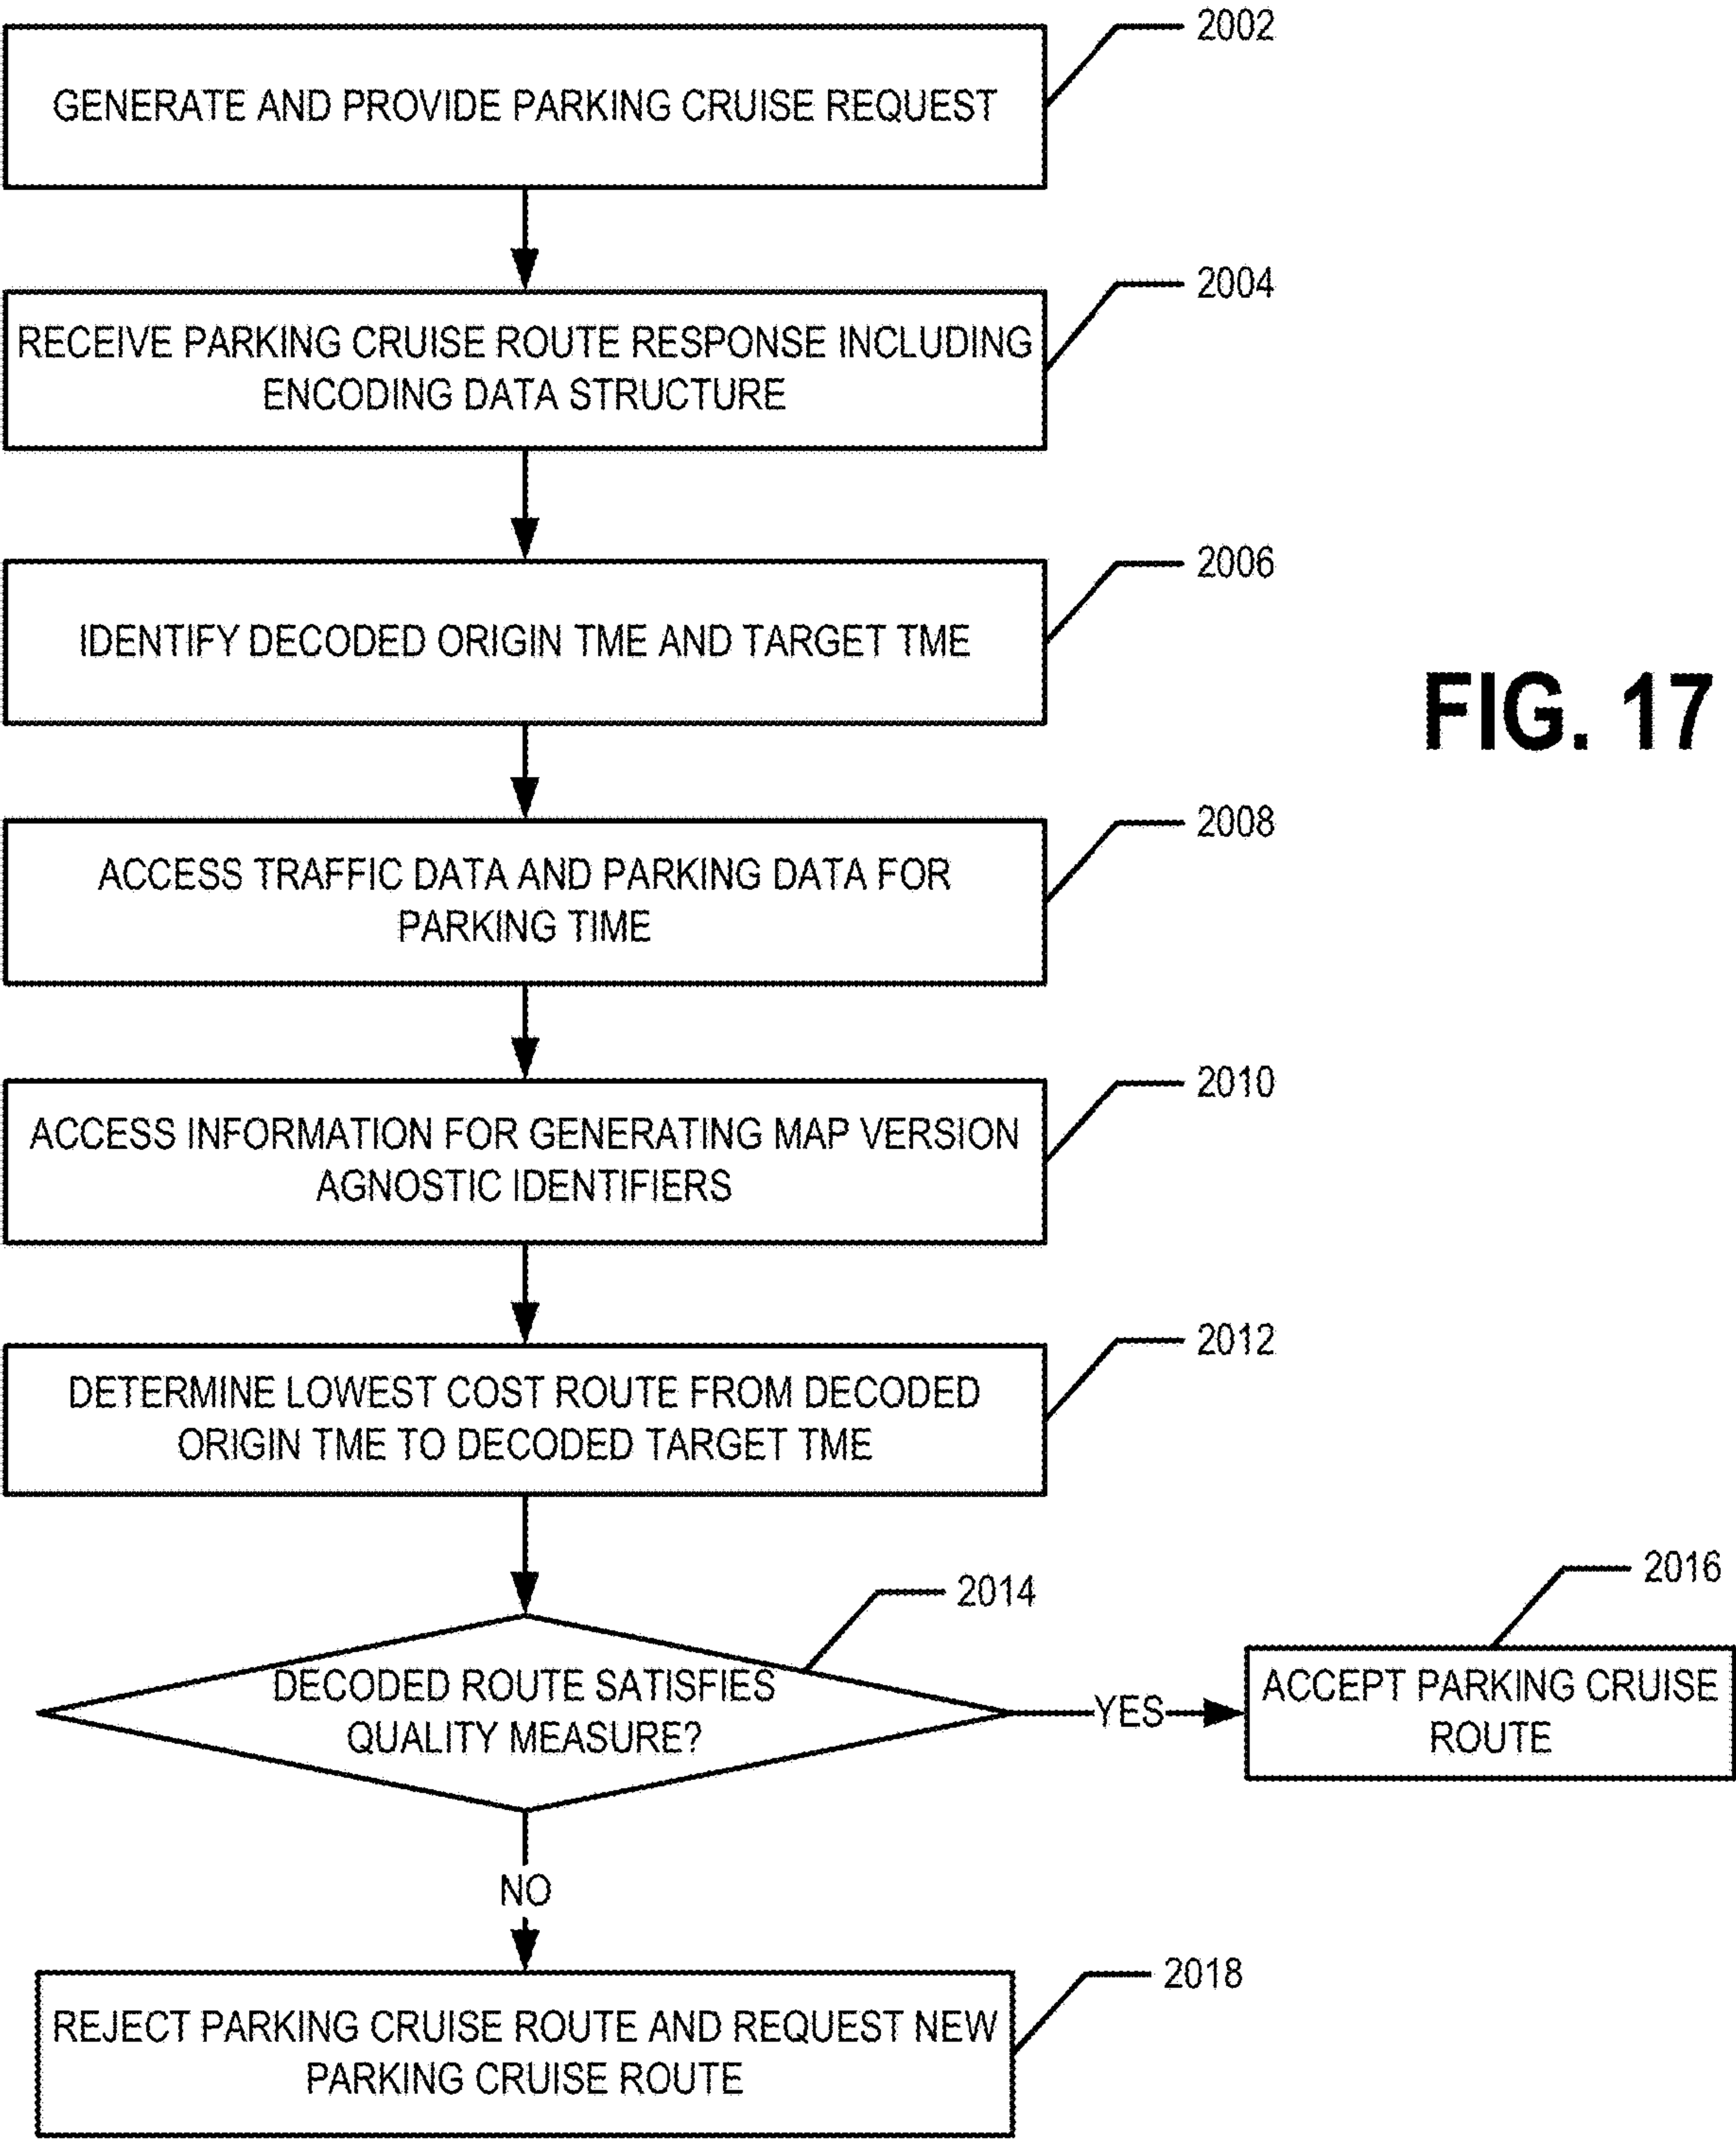 2002
GENERATE AND PROVIDE PARKING CRUISE REQUEST
2004
RECEIVE PARKING CRUISE ROUTE RESPONSE INCLUDING
ENCODING DATA STRUCTURE
2006
IDENTIFY DECODED ORIGIN TME AND TARGET TME
FIG. 17
2008
ACCESS TRAFFIC DATA AND PARKING DATA FOR
PARKING TIME
2010
ACCESS INFORMATION FOR GENERATING MAP VERSION
AGNOSTIC IDENTIFIERS
2012
DETERMINE LOWEST COST ROUTE FROM DECODED
ORIGIN TME TO DECODED TARGET TME
2014
DECODED ROUTE SATISFIES
QUALITY MEASURE?
YES
2016
ACCEPT PARKING CRUISE
ROUTE
NO
2018
REJECT PARKING CRUISE ROUTE AND REQUEST NEW
PARKING CRUISE ROUTE